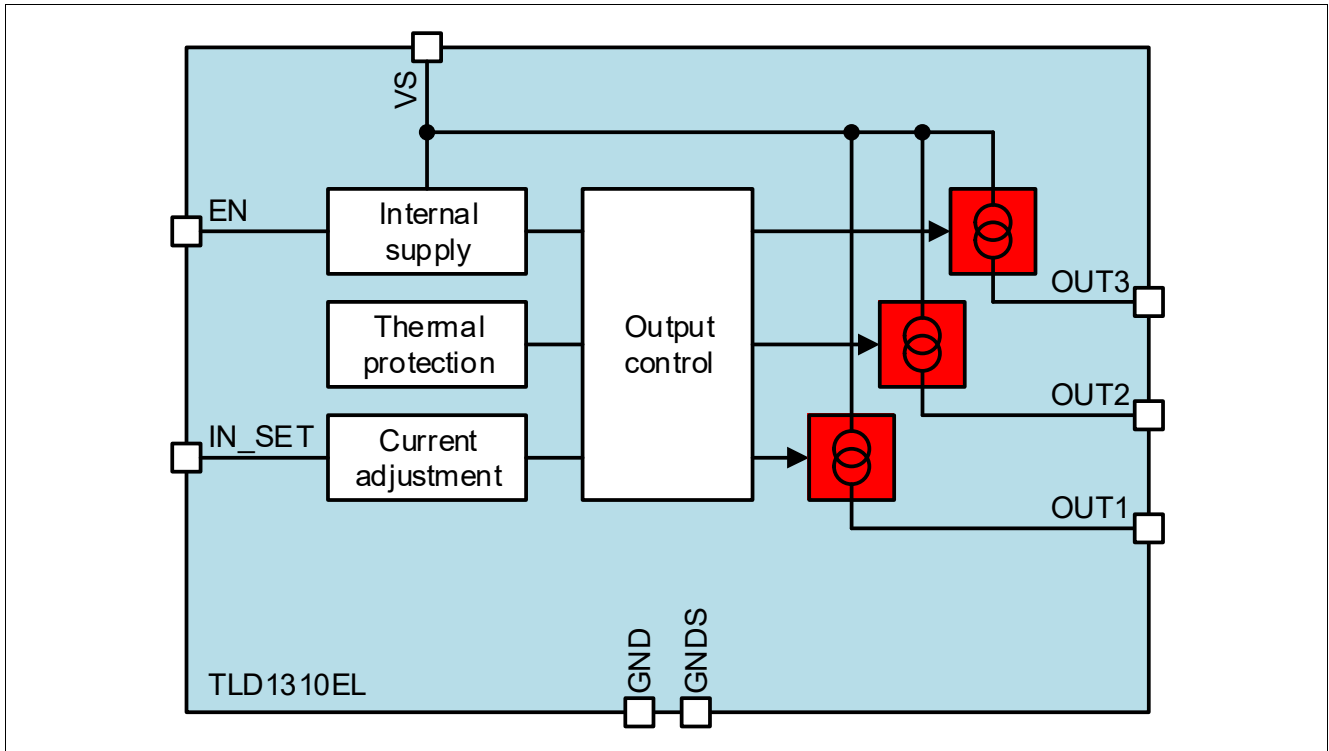 VS
EN
Internal
supply
Thermal
protection
Output
control
IN_SET
Current
adjustment
OUT3
OUT2
OUT1
GND
GNDS
TLD1310EL